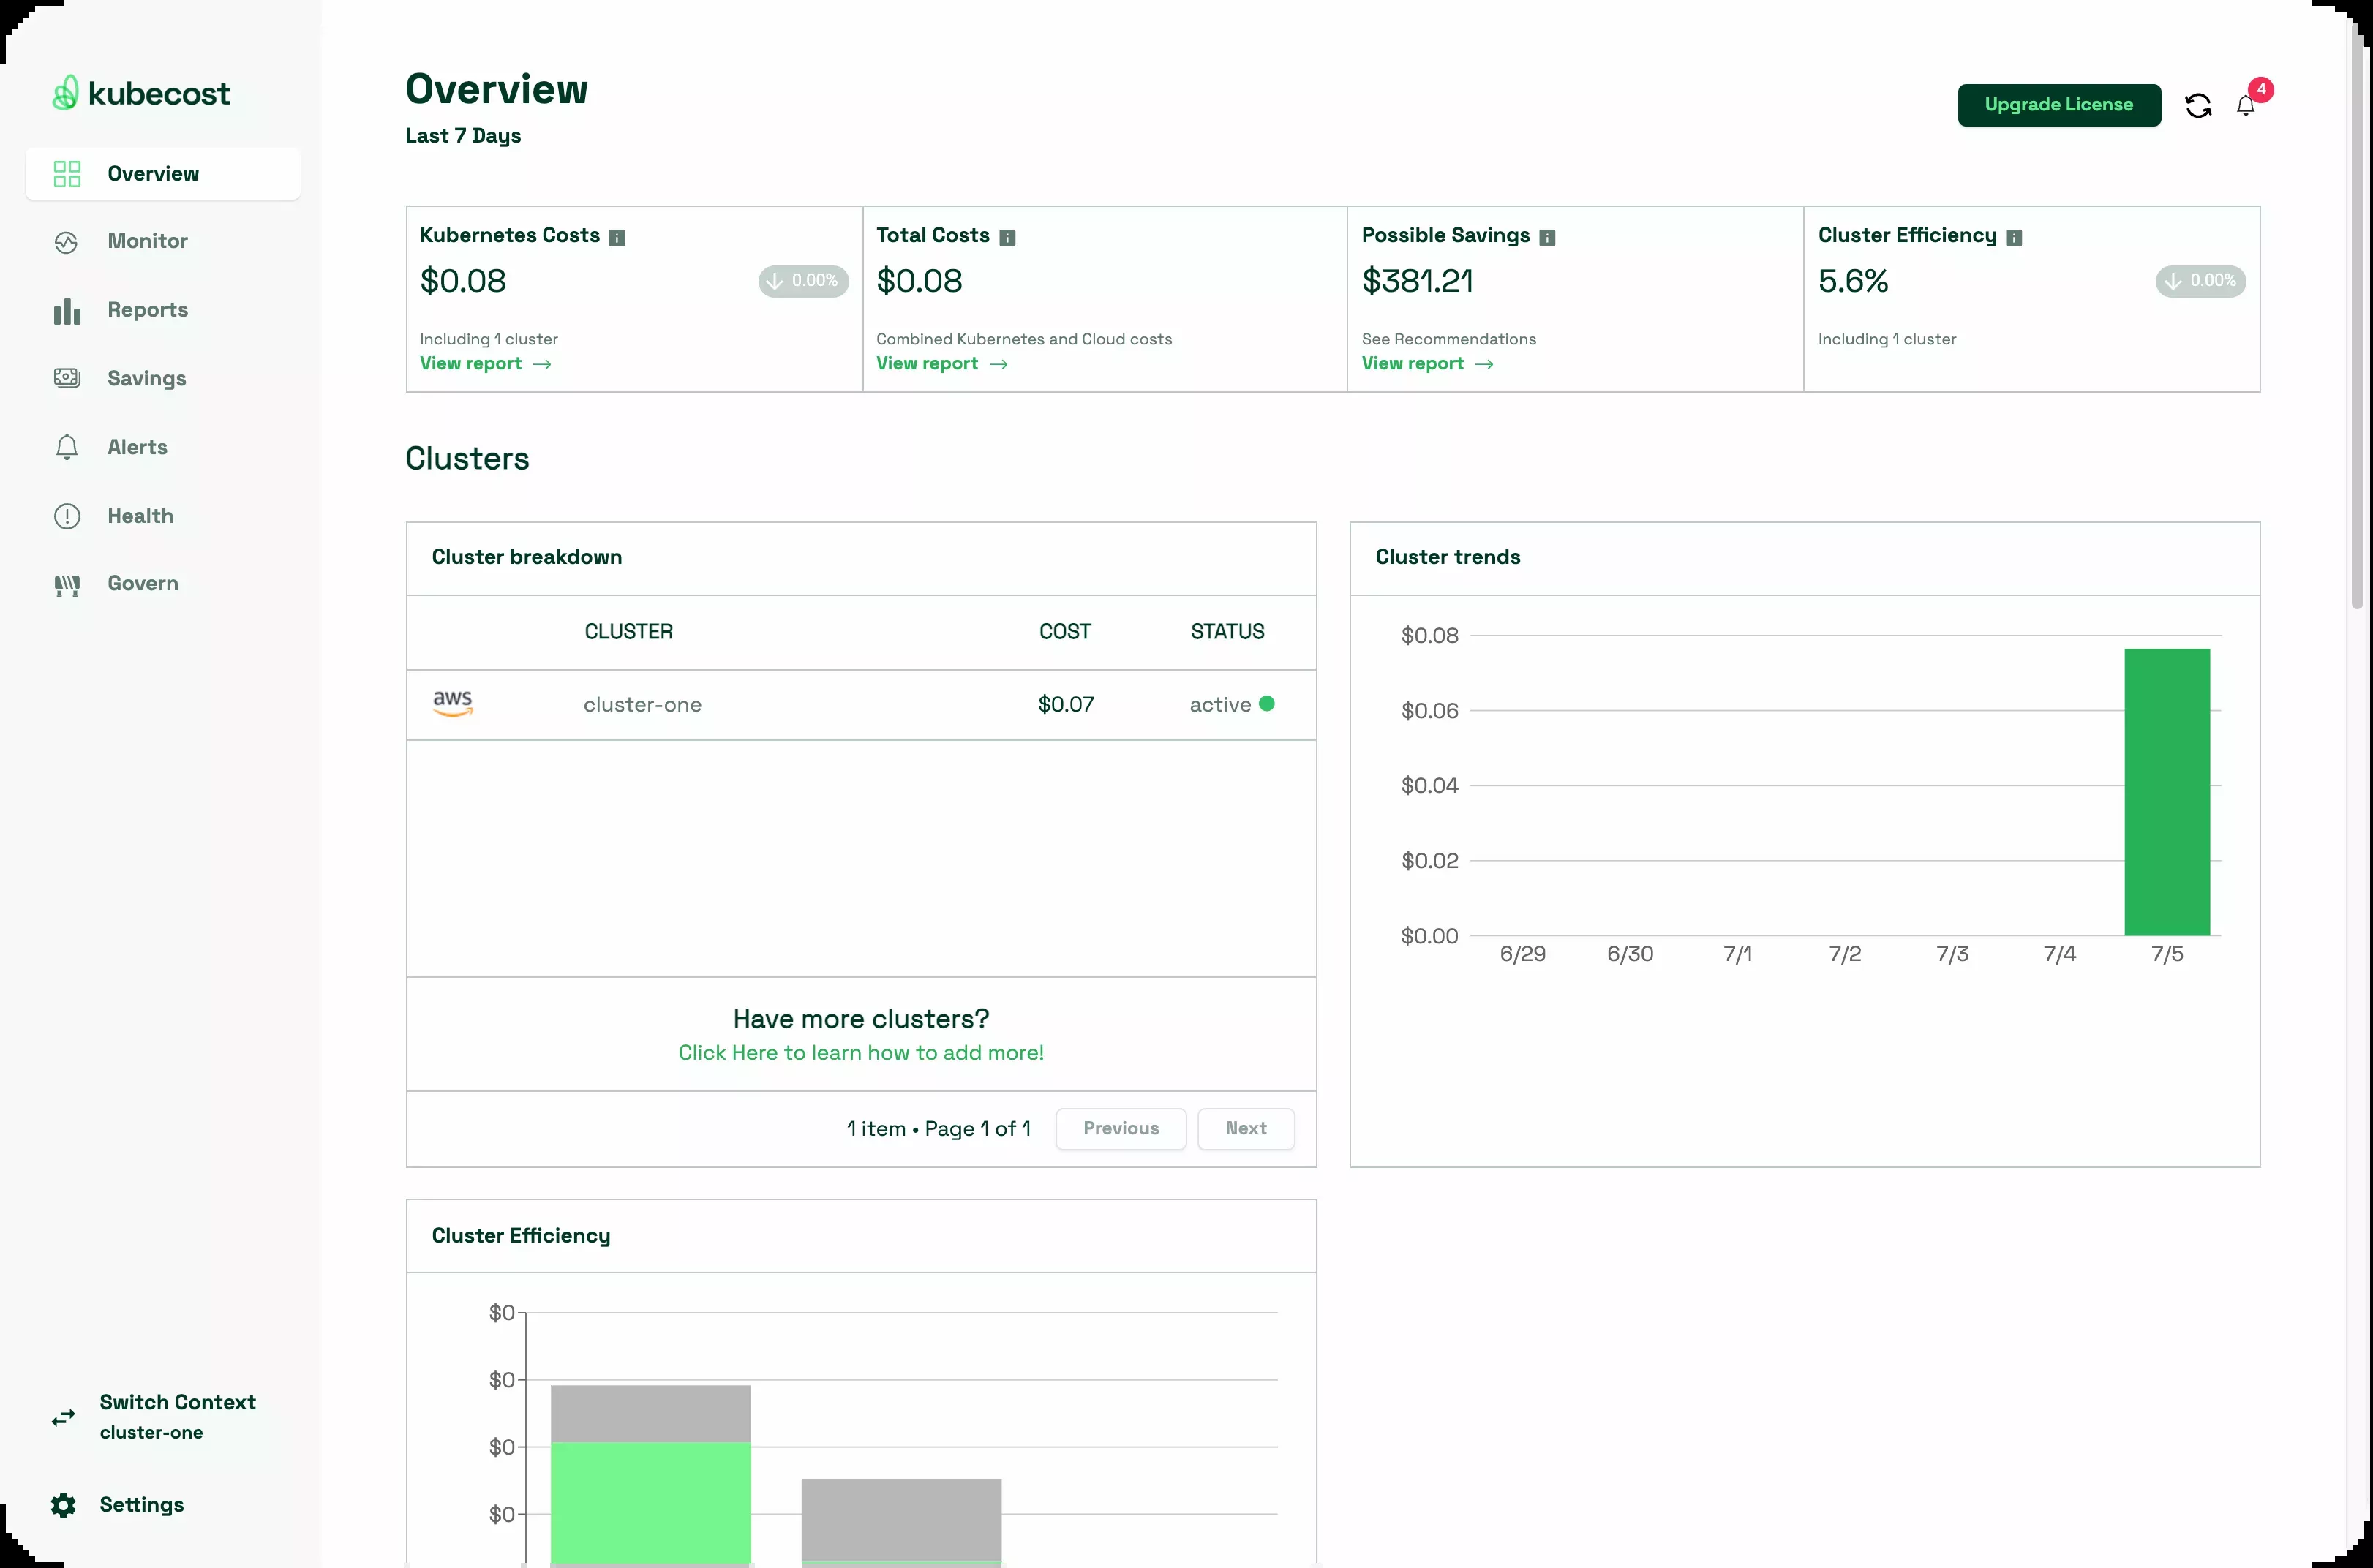 kubecost
Overview
Monitor
Reports
Savings
Alerts
Health
Govern
Switch Context
cluster-one
Settings
Overview
Last 7 Days
Upgrade License
4
Kubernetes Costs
$0.08
0.00%
Including 1 cluster
View report
Total Costs
$0.08
Combined Kubernetes and Cloud costs
View report
Possible Savings
$381.21
See Recommendations
View report
Cluster Efficiency
5.6%
0.00%
Including 1 cluster
Clusters
Cluster breakdown
CLUSTER COST STATUS
aws cluster-one $0.07 active
Have more clusters?
Click Here to learn how to add more!
1 item • Page 1 of 1 Previous Next
Cluster trends
$0.08
$0.06
$0.04
$0.02
$0.00
6/29 6/30 7/1 7/2 7/3 7/4 7/5
Cluster Efficiency
$0
$0
$0
$0